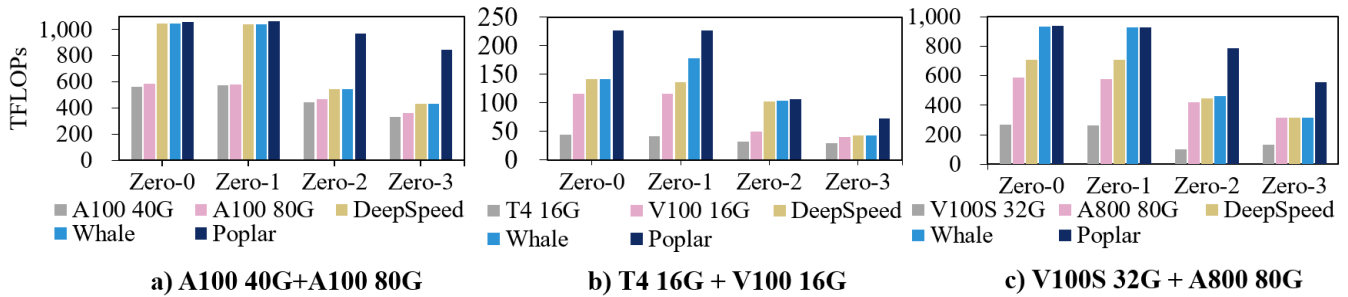 TFLOPs
1,000
800
600
400
200
0
Zero-0 Zero-1 Zero-2 Zero-3
A100 40G A100 80G DeepSpeed
Whale Poplar
a) A100 40G+A100 80G
250
200
150
100
50
0
Zero-0 Zero-1 Zero-2 Zero-3
T4 16G V100 16G DeepSpeed
Whale Poplar
b) T4 16G + V100 16G
1,000
800
600
400
200
0
Zero-0 Zero-1 Zero-2 Zero-3
V100S 32G A800 80G DeepSpeed
Whale Poplar
c) V100S 32G + A800 80G